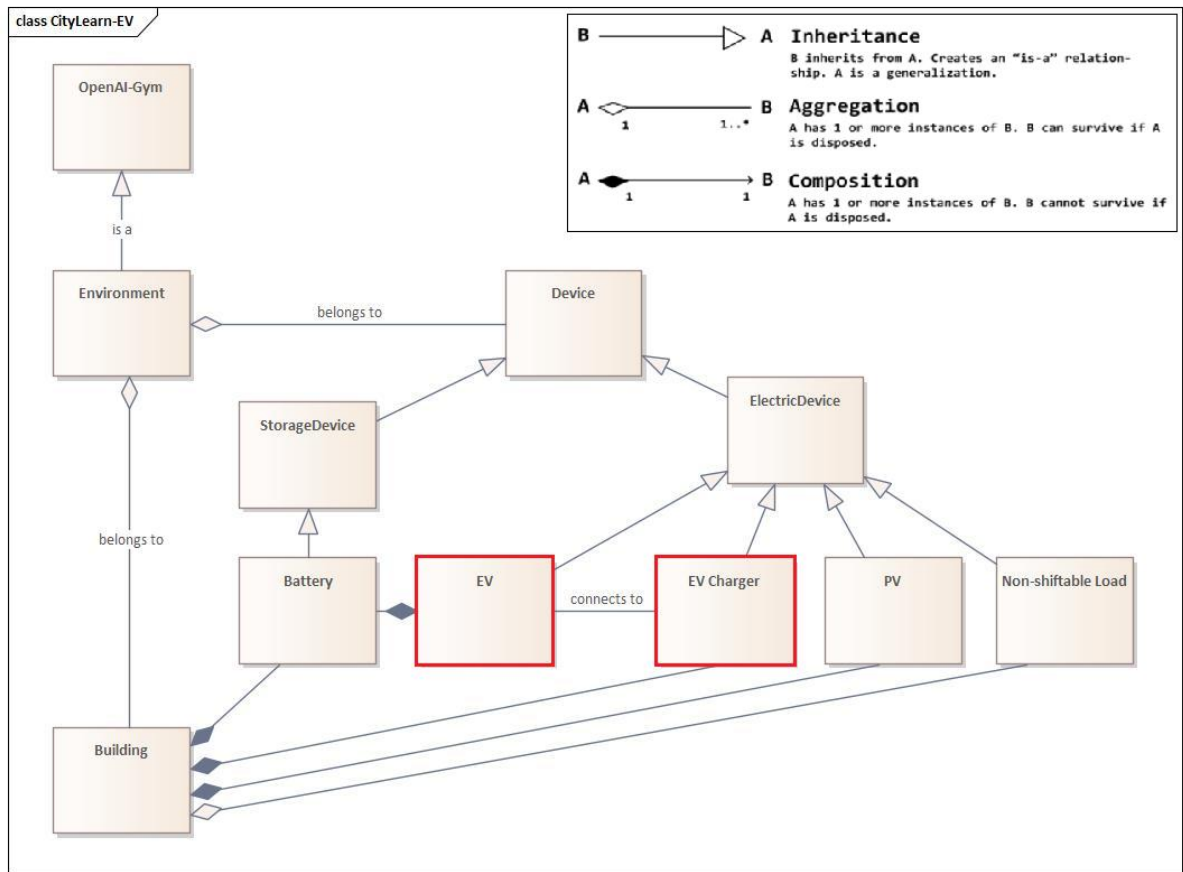 class CityLearn-EV
B A Inheritance
B inherits from A. Creates an “is-a” relation-
ship. A is a generalization.
A B Aggregation
1 1..*
A has 1 or more instances of B. B can survive if A
is disposed.
A B Composition
1 1
A has 1 or more instances of B. B cannot survive if
A is disposed.
OpenAI-Gym
is a
Environment
belongs to
Device
ElectricDevice
StorageDevice
belongs to
Battery
EV
connects to
EV Charger
PV
Non-shiftable Load
Building